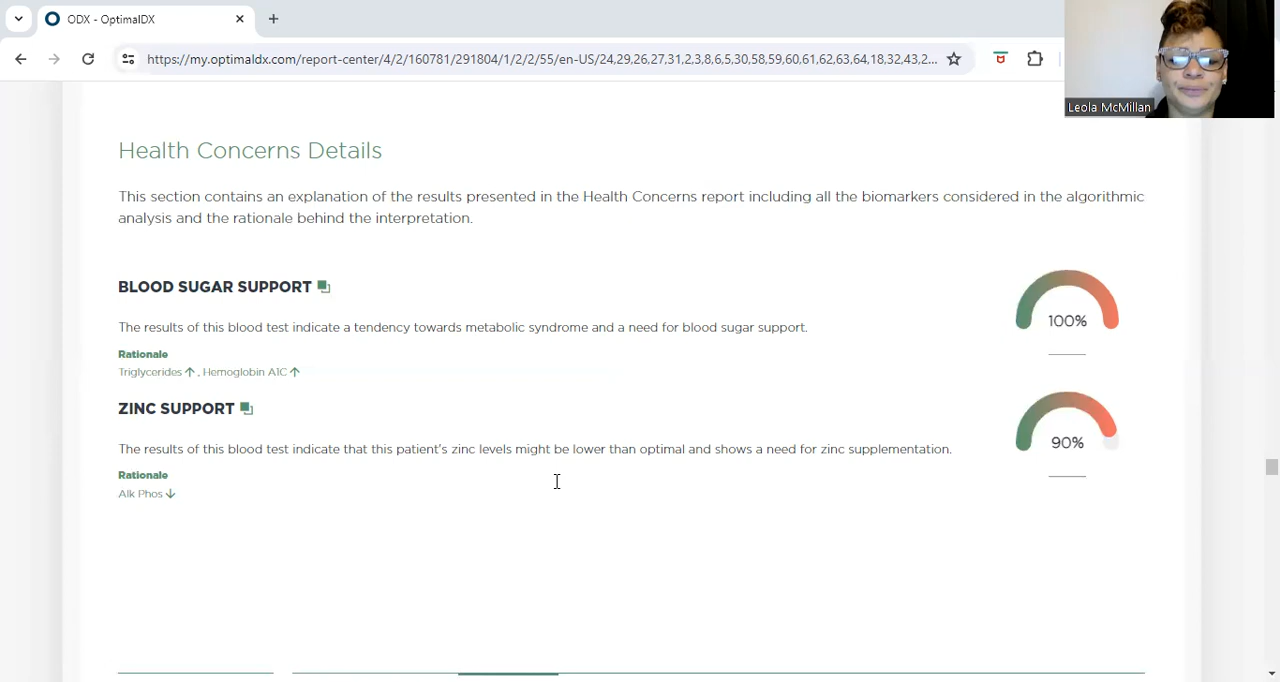 ODX - OptimalDX
https://my.optimaldx.com/report-center/4/2/160781/291804/1/2/2/55/en-US/24,29,26,27,31,2,3,8,6,5,30,58,59,60,61,62,63,64,18,32,43,2...
Leola McMillan
Health Concerns Details
This section contains an explanation of the results presented in the Health Concerns report including all the biomarkers considered in the algorithmic
analysis and the rationale behind the interpretation.
BLOOD SUGAR SUPPORT
100%
The results of this blood test indicate a tendency towards metabolic syndrome and a need for blood sugar support.
Rationale
Triglycerides ↑ , Hemoglobin A1C ↑
ZINC SUPPORT
90%
The results of this blood test indicate that this patient's zinc levels might be lower than optimal and shows a need for zinc supplementation.
Rationale
Alk Phos ↓